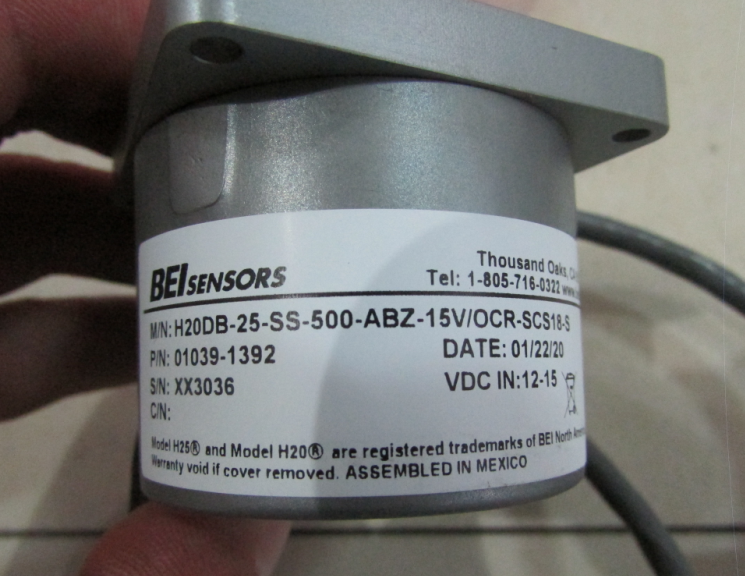 BEI SENSORS
Thousand Oaks,
Tel: 1-805-716-0322
M/N: H20DB-25-SS-500-ABZ-15V/OCR-SCS18-S
P/N: 01039-1392
DATE: 01/22/20
S/N: XX3036
VDC IN:12-15
C/N:
Model H25® and Model H20® are registered trademarks of BEI North
Warranty void if cover removed. ASSEMBLED IN MEXICO